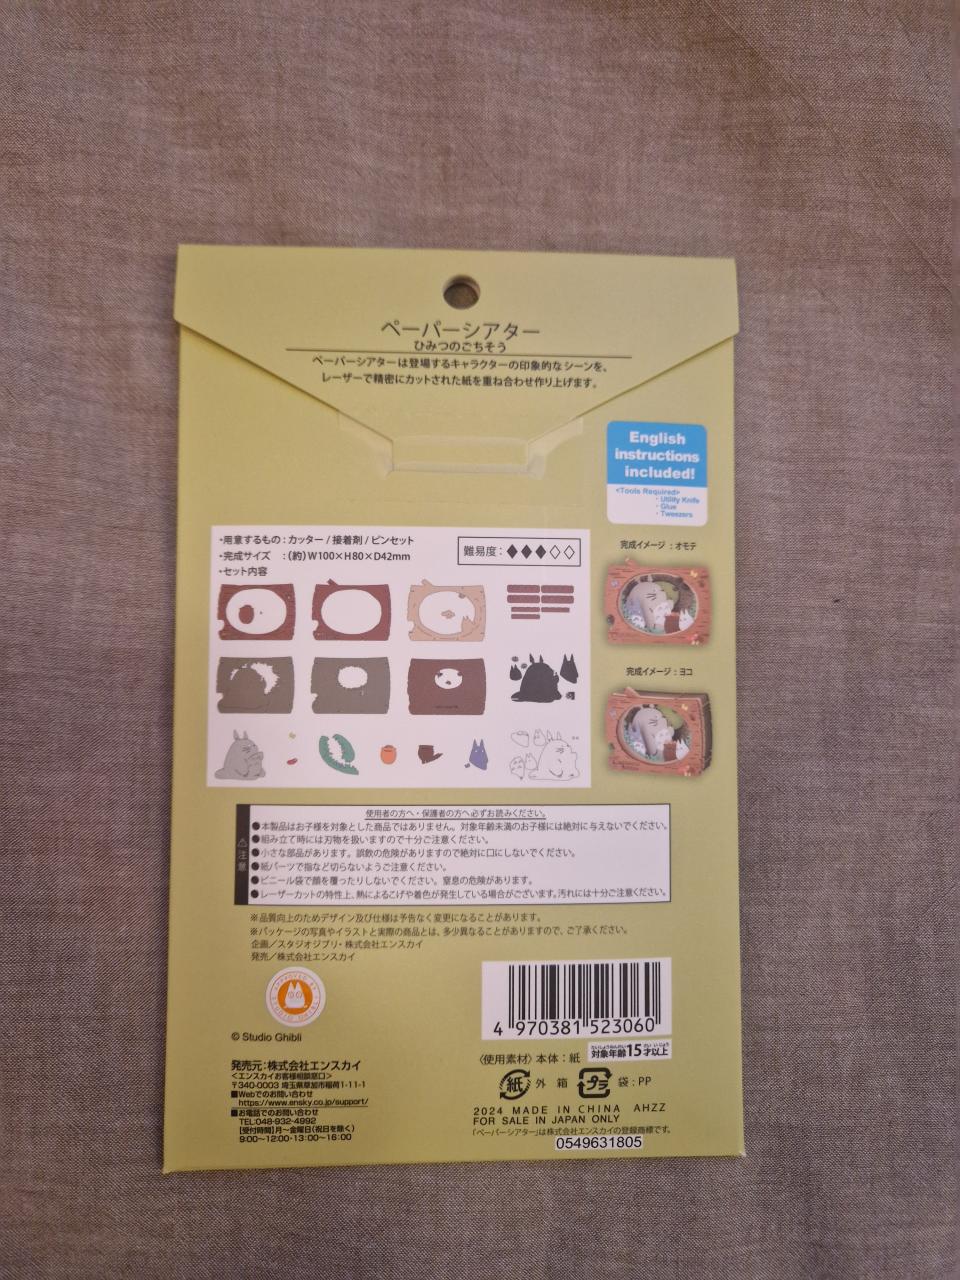 ペーパーシアター
ひみつのごちそう
ペーパーシアターは登場するキャラクターの印象的なシーンを、
レーザーで精密にカットされた紙を重ね合わせ作り上げます。
English
instructions
included!
<Tools Required>
・Utility Knife
・Glue
・Tweezers
・用意するもの：カッター / 接着剤 / ピンセット
・完成サイズ ：（約）W100×H80×D42mm
・セット内容
難易度：◆◆◆◇◇
完成イメージ：オモテ
完成イメージ：ヨコ
⚠注意
使用者の方へ・保護者の方へ必ずお読みください。
●本製品はお子様を対象とした商品ではありません。対象年齢未満のお子様には絶対に与えないでください。
●組み立て時には刃物を扱いますので十分ご注意ください。
●小さな部品があります。誤飲の危険がありますので絶対に口にしないでください。
●紙パーツで指など切らないようご注意ください。
●ビニール袋で顔を覆ったりしないでください。窒息の危険があります。
●レーザーカットの特性上、熱によるこげや着色が発生している場合がございます。汚れには十分ご注意ください。
※品質向上のためデザイン及び仕様は予告なく変更になることがあります。
※パッケージの写真やイラストと実際の商品とは、多少異なることがありますので、ご了承ください。
企画／スタジオジブリ・株式会社エンスカイ
発売／株式会社エンスカイ
APPROVED BY STUDIO GHIBLI
© Studio Ghibli
発売元：株式会社エンスカイ
＜エンスカイお客様相談窓口＞
〒340-0003 埼玉県草加市稲荷1-11-1
■Webでのお問い合わせ
https://www.ensky.co.jp/support/
■お電話でのお問い合わせ
TEL:048-932-4992
[受付時間]月～金曜日(祝日を除く)
9:00～12:00・13:00～16:00
4 970381 523060
〈使用素材〉本体：紙
対象年齢15才以上
たいしょうねんれい さい いじょう
紙 外 箱 プラ 袋：PP
2024 MADE IN CHINA AHZZ
FOR SALE IN JAPAN ONLY
「ペーパーシアター」は株式会社エンスカイの登録商標です。
0549631805